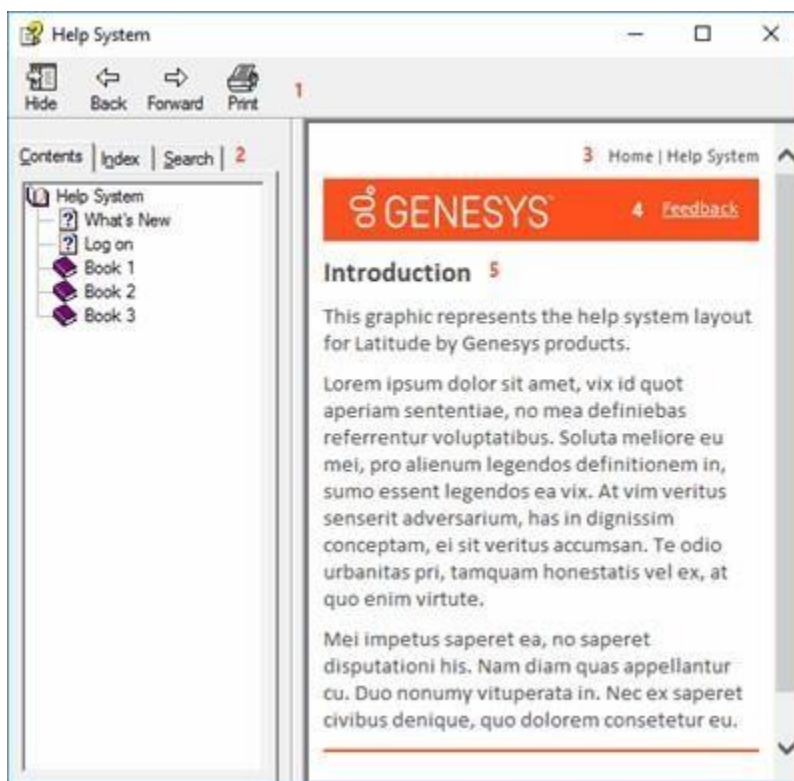 Help System
Hide Back Forward Print 1
Contents Index Search 2
Help System
What's New
Log on
Book 1
Book 2
Book 3
3 Home | Help System
GENESYS 4 Feedback
Introduction 5
This graphic represents the help system layout
for Latitude by Genesys products.
Lorem ipsum dolor sit amet, vix id quot
aperiam sententiae, no mea definiebas
referrentur voluptatibus. Soluta meliore eu
mei, pro alienum legendos definitionem in,
sumo essent legendos ea vix. At vim veritus
senserit adversarium, has in dignissim
conceptam, ei sit veritus accumsan. Te odio
urbanitas pri, tamquam honestatis vel ex, at
quo enim virtute.
Mei impetus saperet ea, no saperet
disputationi his. Nam diam quas appellantur
cu. Duo nonumy vituperata in. Nec ex saperet
civibus denique, quo dolorem consetetur eu.